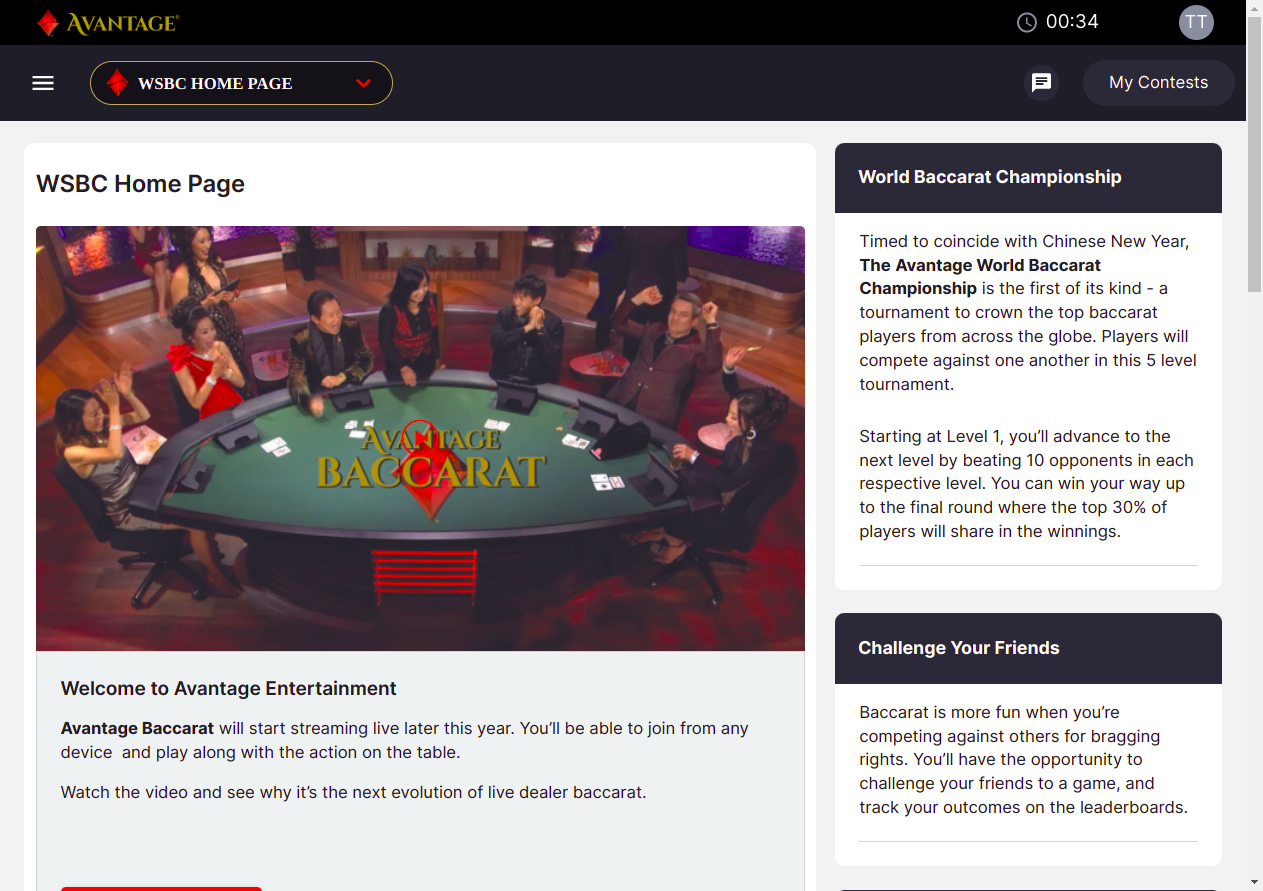 AVANTAGE
00:34
TT
WSBC HOME PAGE
My Contests
WSBC Home Page
AVANTAGE
BACCARAT
Welcome to Avantage Entertainment
Avantage Baccarat will start streaming live later this year. You’ll be able to join from any
device  and play along with the action on the table.
Watch the video and see why it’s the next evolution of live dealer baccarat.
World Baccarat Championship
Timed to coincide with Chinese New Year,
The Avantage World Baccarat
Championship is the first of its kind - a
tournament to crown the top baccarat
players from across the globe. Players will
compete against one another in this 5 level
tournament.
Starting at Level 1, you’ll advance to the
next level by beating 10 opponents in each
respective level. You can win your way up
to the final round where the top 30% of
players will share in the winnings.
Challenge Your Friends
Baccarat is more fun when you’re
competing against others for bragging
rights. You’ll have the opportunity to
challenge your friends to a game, and
track your outcomes on the leaderboards.